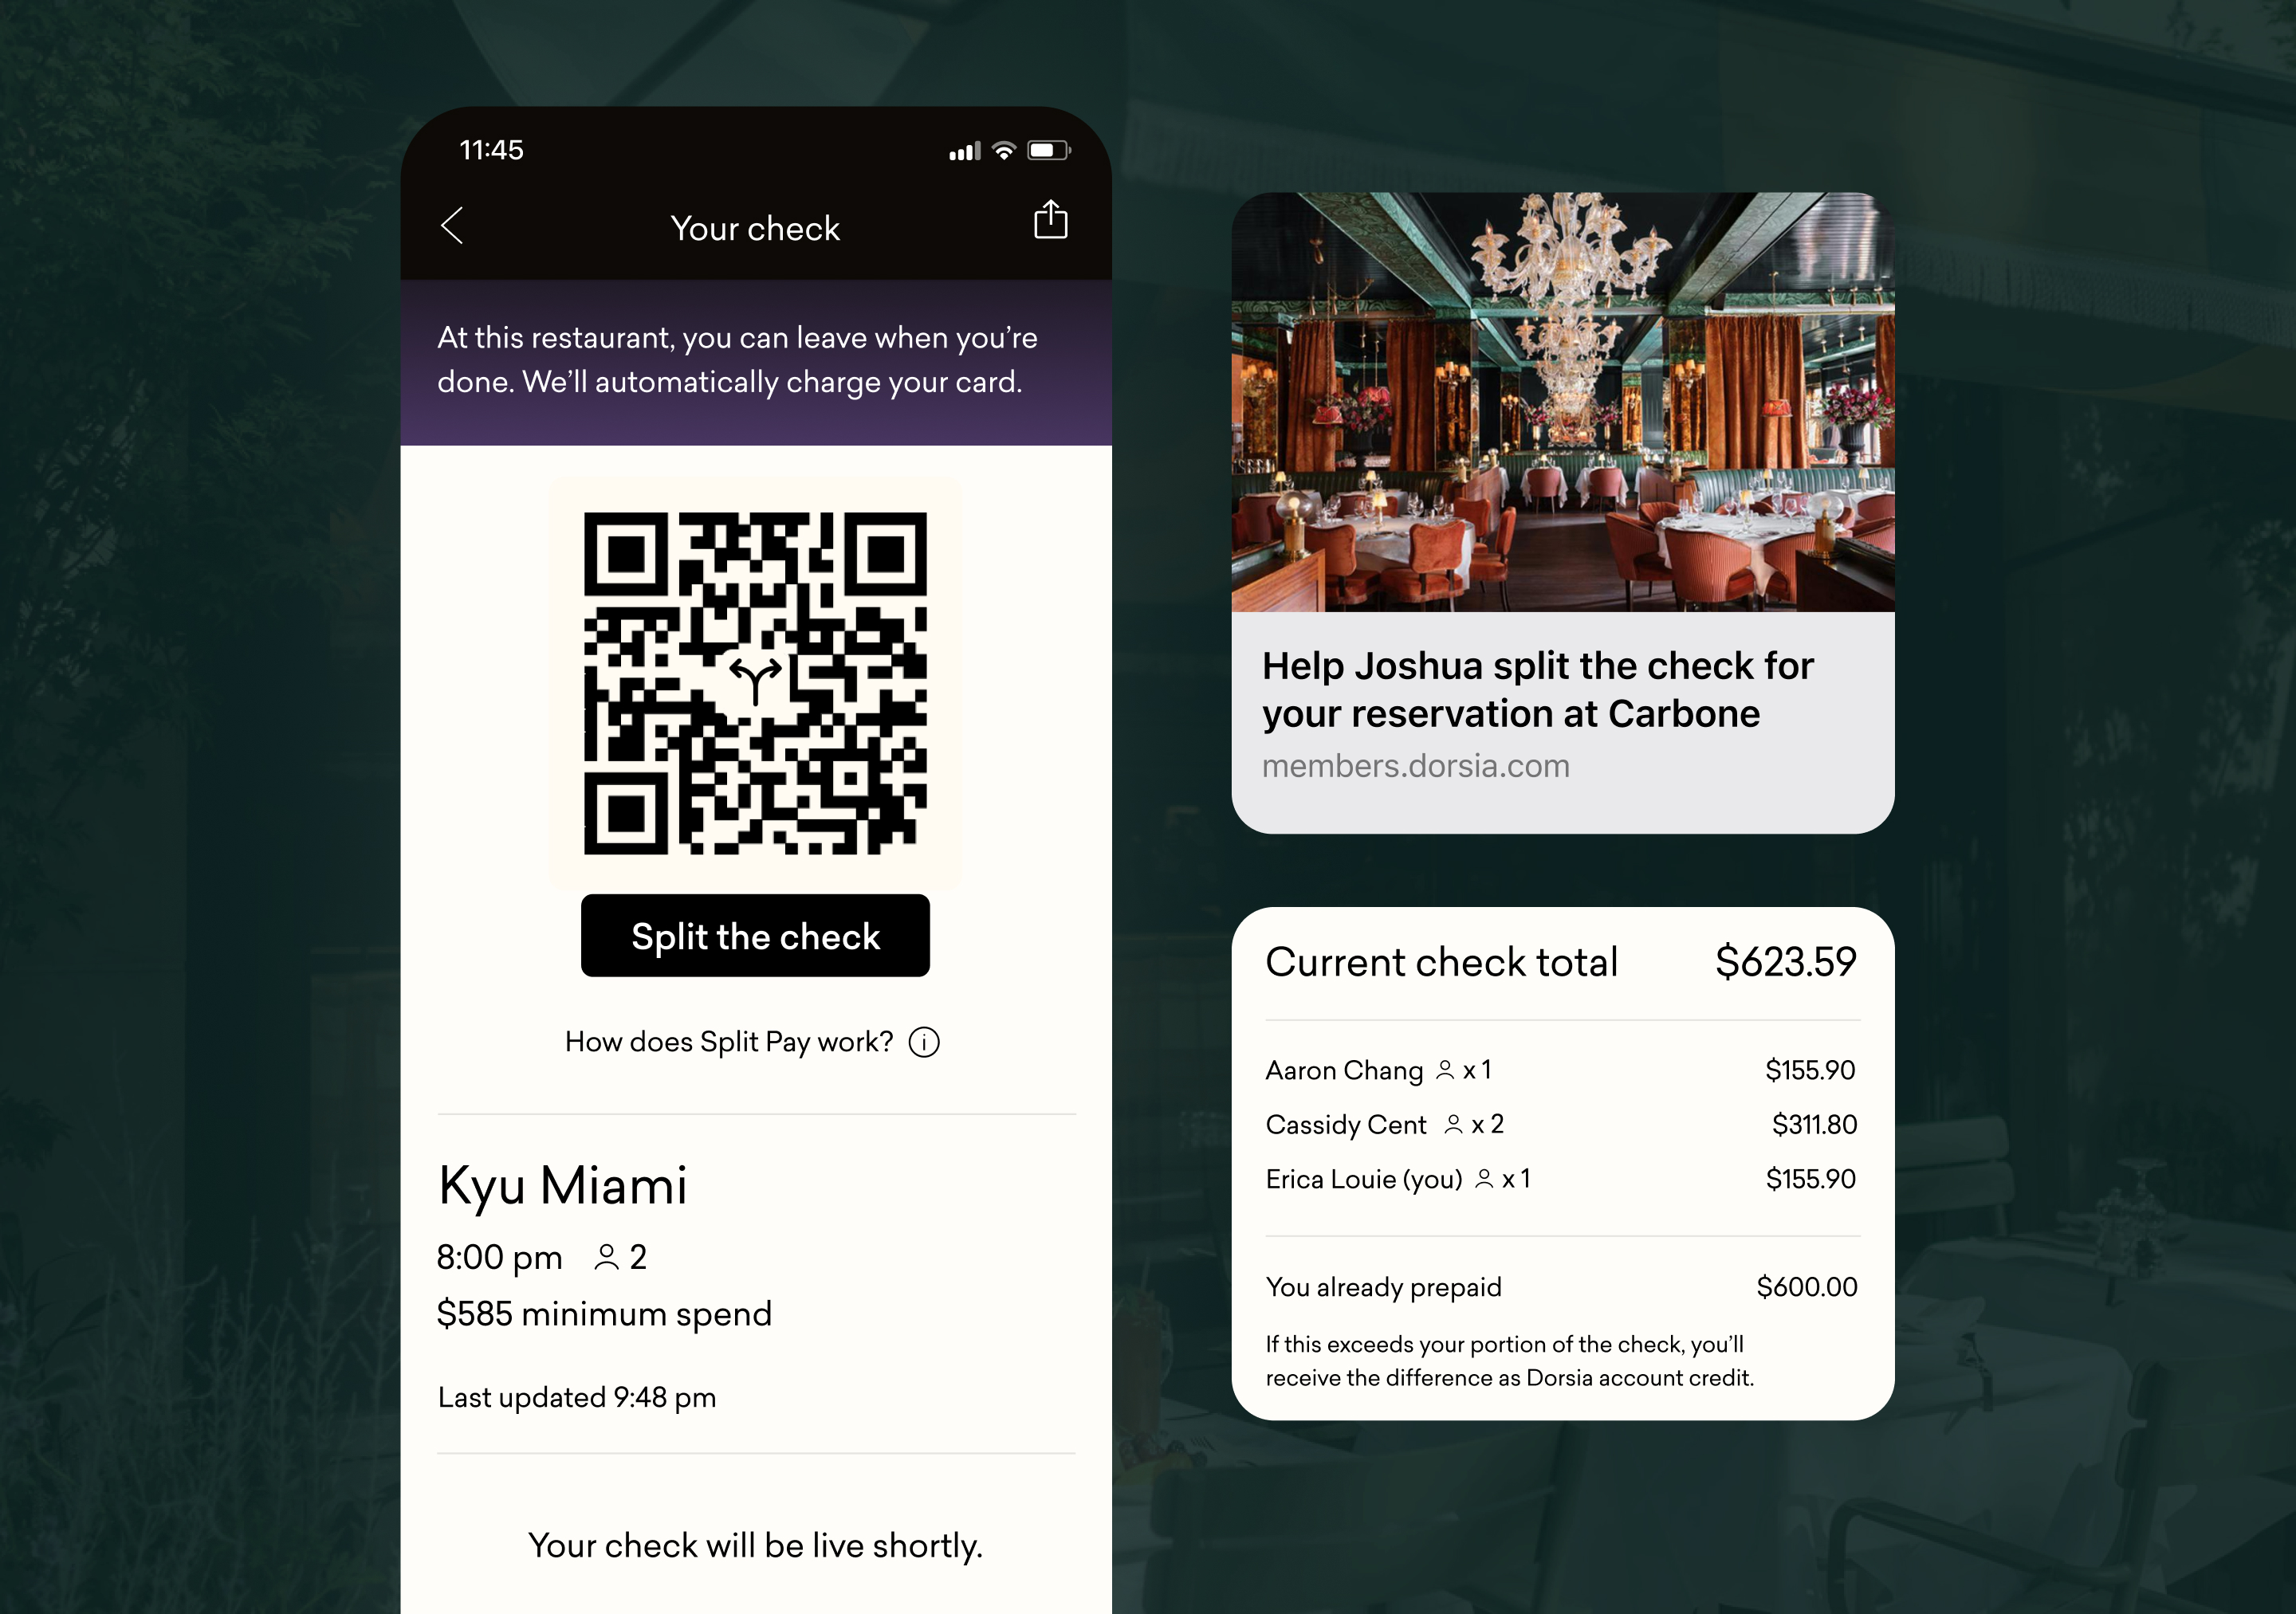 11:45
Your check
At this restaurant, you can leave when you’re
done. We’ll automatically charge your card.
Split the check
How does Split Pay work? i
Kyu Miami
8:00 pm 2
$585 minimum spend
Last updated 9:48 pm
Your check will be live shortly.
Help Joshua split the check for
your reservation at Carbone
members.dorsia.com
Current check total $623.59
Aaron Chang x 1 $155.90
Cassidy Cent x 2 $311.80
Erica Louie (you) x 1 $155.90
You already prepaid $600.00
If this exceeds your portion of the check, you’ll
receive the difference as Dorsia account credit.